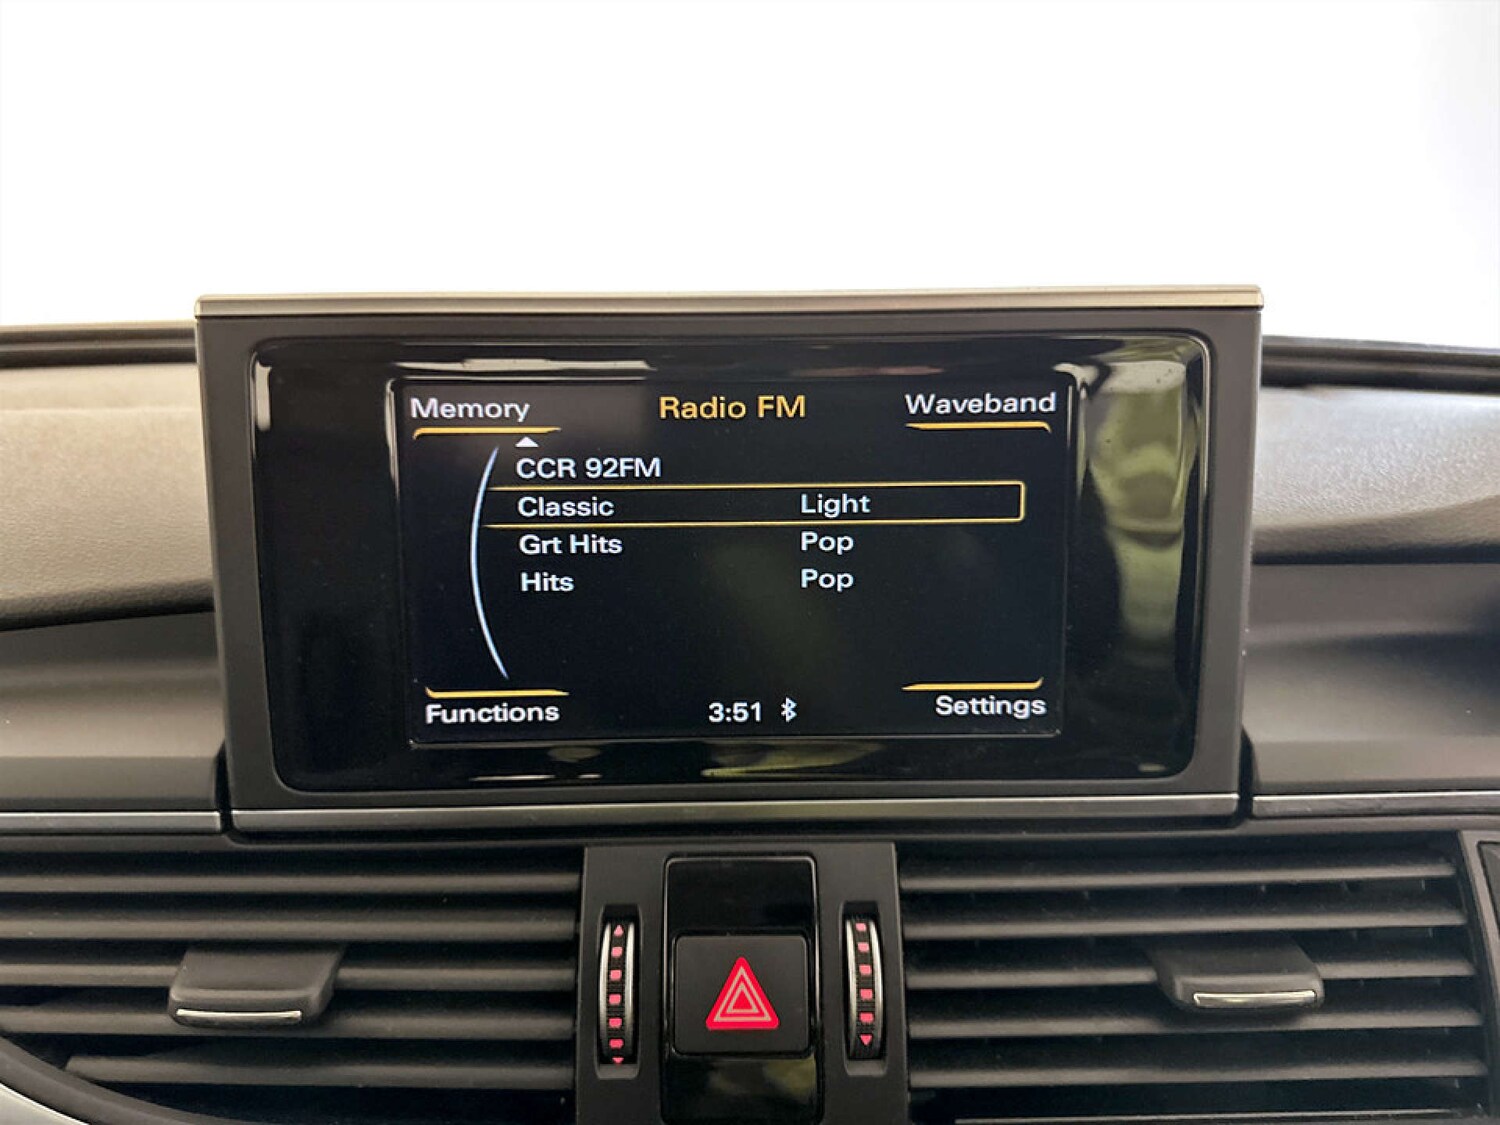 Memory Radio FM Waveband
CCR 92FM
Classic Light
Grt Hits Pop
Hits Pop
Functions 3:51 Settings